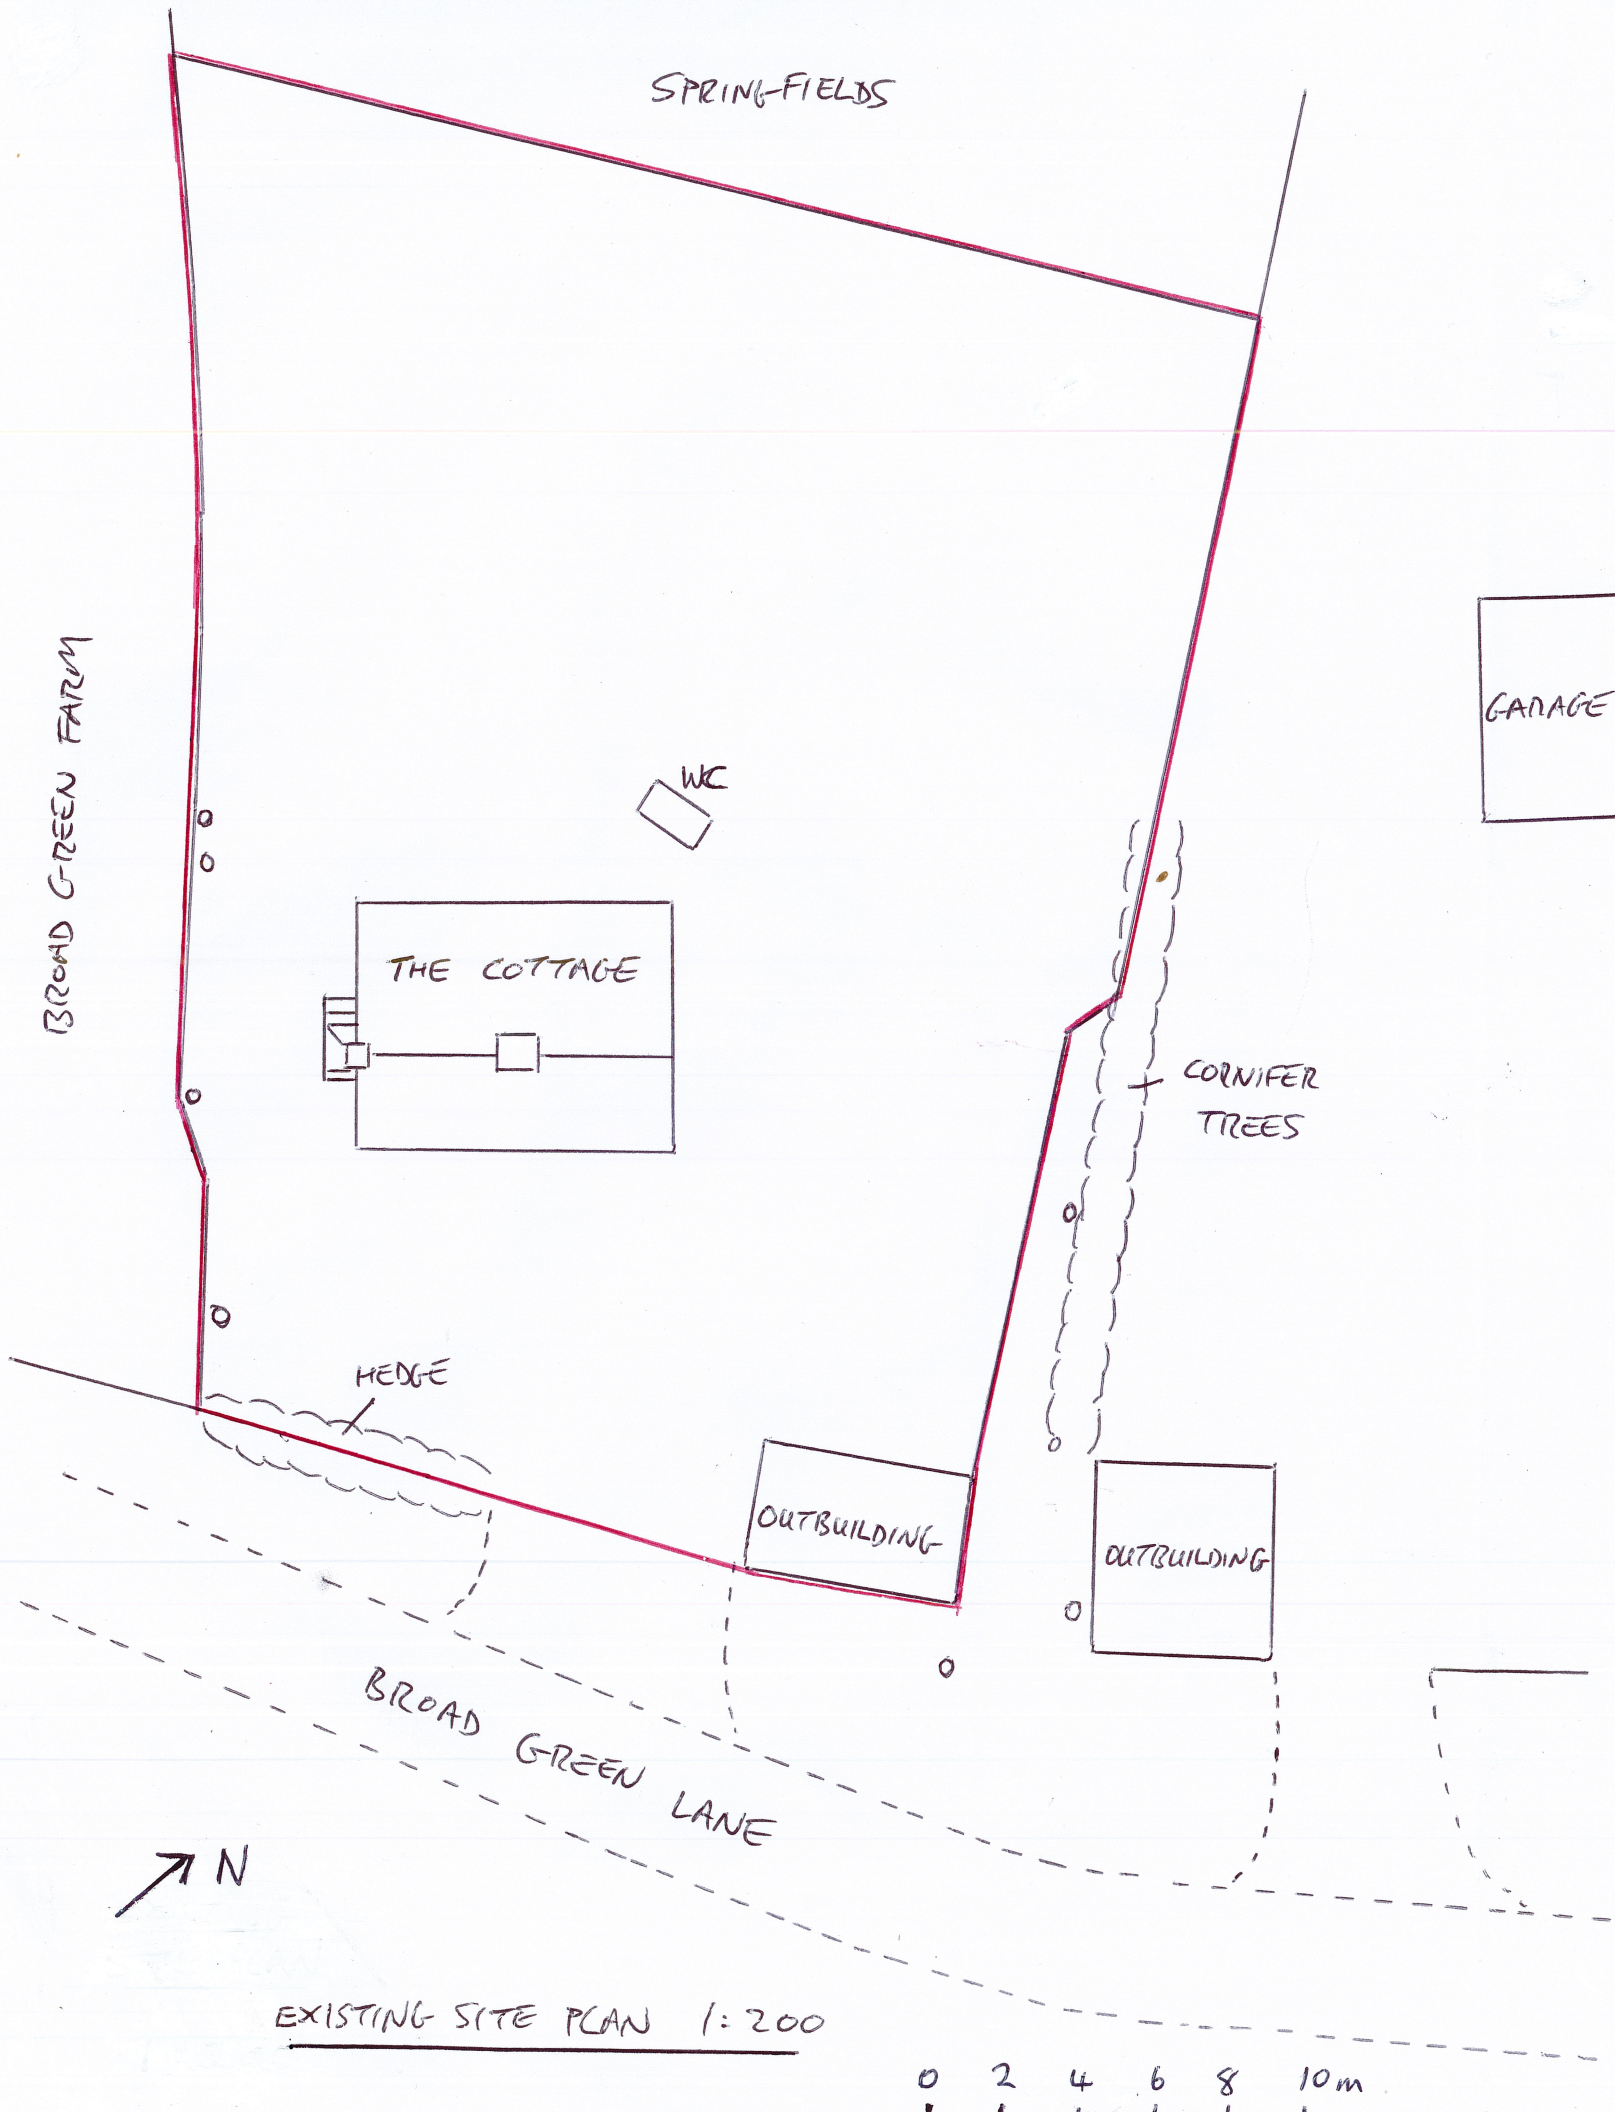 SPRING-FIELDS
GARAGE
BROAD GREEN FARM
WC
THE COTTAGE
CORNIFER
TREES
HEDGE
OUTBUILDING
OUTBUILDING
BROAD GREEN LANE
N
EXISTING SITE PLAN 1:200
0 2 4 6 8 10m